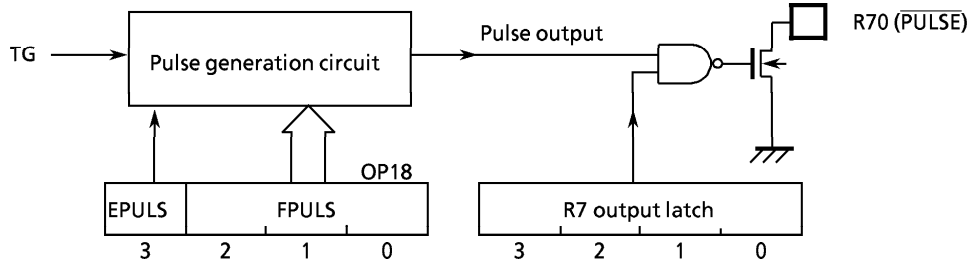 TG
Pulse generation circuit
Pulse output
R70 (PULSE)
OP18
EPULS
FPULS
3 2 1 0
R7 output latch
3 2 1 0